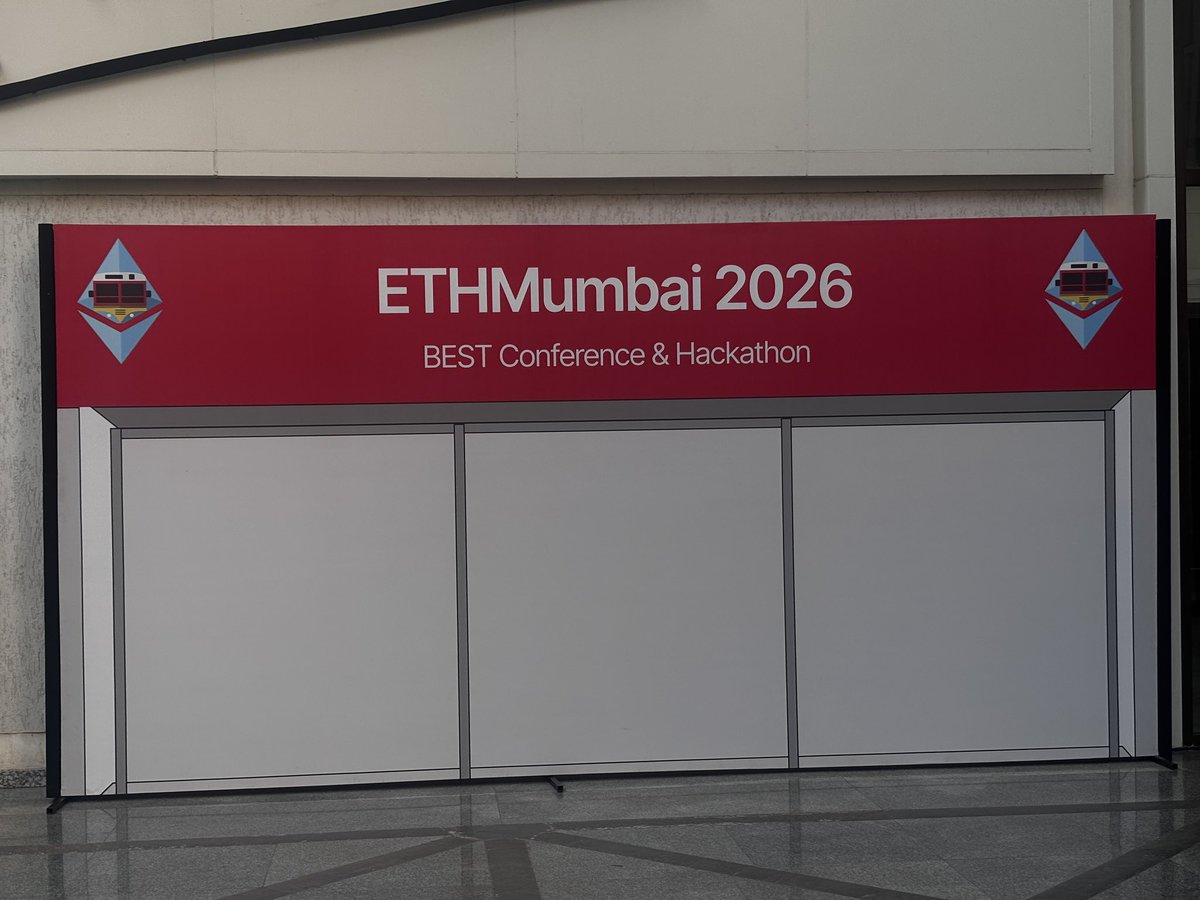 ETHMumbai 2026
BEST Conference & Hackathon